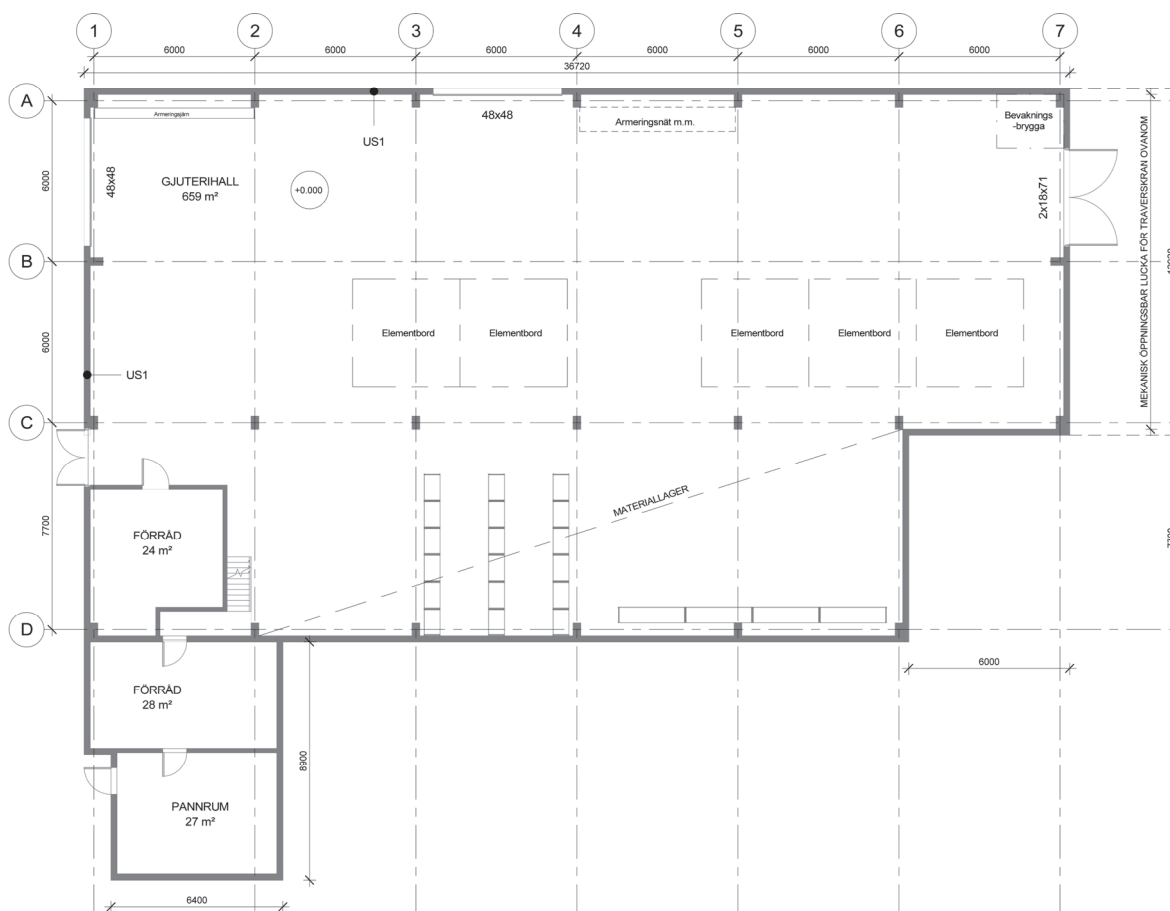 1 2 3 4 5 6 7
6000 6000 6000 6000 6000 6000
36720
A
Armeringsjärn
48x48
US1
48x48
Armeringsnät m.m.
Bevaknings
-brygga
MEKANISK ÖPPNINGSBAR LUCKA FÖR TRAVERSKRAN OVANOM
6000
GJUTERIHALL
659 m²
+0.000
2x18x71
B
6000
Elementbord Elementbord Elementbord Elementbord Elementbord
US1
C
7700
MATERIALLAGER
FÖRRÅD
24 m²
7700
D
6000
FÖRRÅD
28 m²
8900
PANNRUM
27 m²
6400